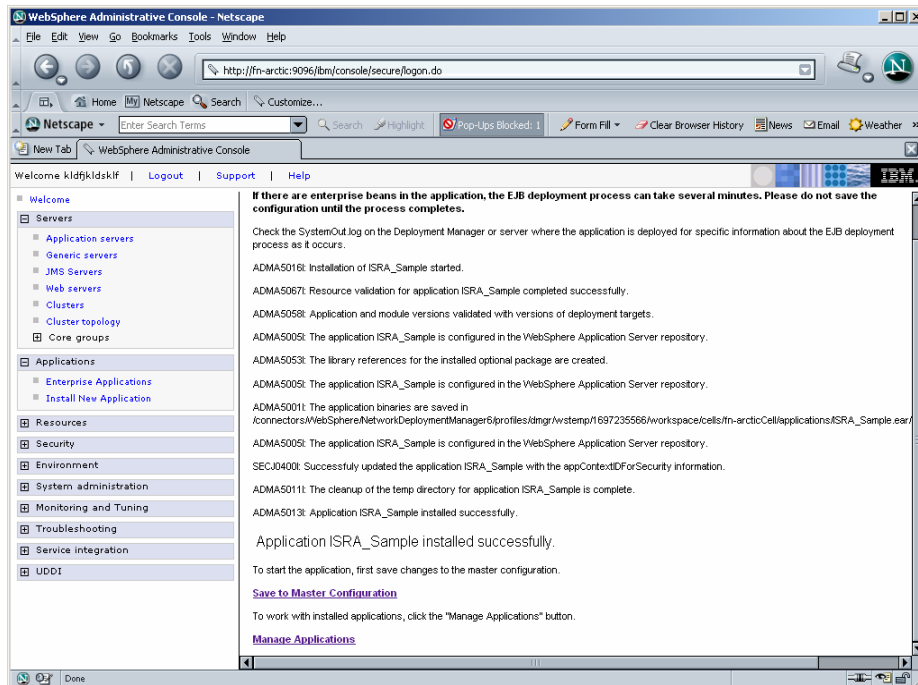 WebSphere Administrative Console - Netscape
File Edit View Go Bookmarks Tools Window Help
http://fn-arctic:9096/ibm/console/secure/logon.do
Home My Netscape Search Customize...
Netscape Enter Search Terms Search Highlight Pop-Ups Blocked: 1 Form Fill Clear Browser History News Email Weather
New Tab WebSphere Administrative Console
Welcome kldfjkldsklf | Logout | Support | Help IBM.
Welcome
Servers
Application servers
Generic servers
JMS Servers
Web servers
Clusters
Cluster topology
Core groups
Applications
Enterprise Applications
Install New Application
Resources
Security
Environment
System administration
Monitoring and Tuning
Troubleshooting
Service integration
UDDI
If there are enterprise beans in the application, the EJB deployment process can take several minutes. Please do not save the
configuration until the process completes.
Check the SystemOut.log on the Deployment Manager or server where the application is deployed for specific information about the EJB deployment
process as it occurs.
ADMA5016I: Installation of ISRA_Sample started.
ADMA5067I: Resource validation for application ISRA_Sample completed successfully.
ADMA5058I: Application and module versions validated with versions of deployment targets.
ADMA5005I: The application ISRA_Sample is configured in the WebSphere Application Server repository.
ADMA5053I: The library references for the installed optional package are created.
ADMA5005I: The application ISRA_Sample is configured in the WebSphere Application Server repository.
ADMA5001I: The application binaries are saved in
/connectors/WebSphere/NetworkDeploymentManager6/profiles/dmgr/wstemp/1697235566/workspace/cells/fn-arcticCell/applications/ISRA_Sample.ear/
ADMA5005I: The application ISRA_Sample is configured in the WebSphere Application Server repository.
SECJ0400I: Successfuly updated the application ISRA_Sample with the appContextIDForSecurity information.
ADMA5011I: The cleanup of the temp directory for application ISRA_Sample is complete.
ADMA5013I: Application ISRA_Sample installed successfully.
Application ISRA_Sample installed successfully.
To start the application, first save changes to the master configuration.
Save to Master Configuration
To work with installed applications, click the "Manage Applications" button.
Manage Applications
Done